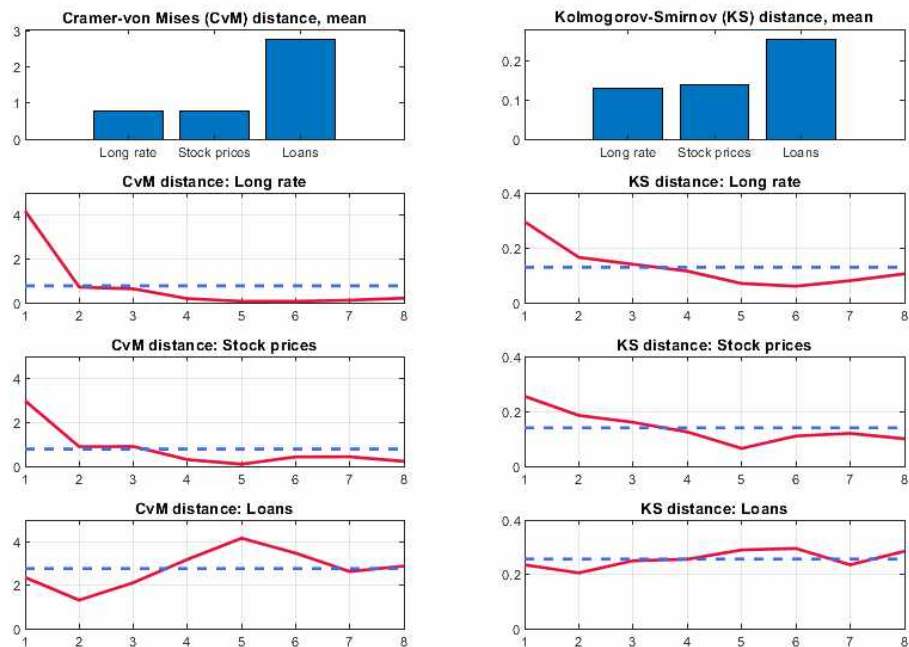 Cramer-von Mises (CvM) distance, mean
3
2
1
0
Long rate Stock prices Loans
Kolmogorov-Smirnov (KS) distance, mean
0.2
0.1
0
Long rate Stock prices Loans
CvM distance: Long rate
4
2
0
1 2 3 4 5 6 7 8
KS distance: Long rate
0.4
0.2
0
1 2 3 4 5 6 7 8
CvM distance: Stock prices
4
2
0
1 2 3 4 5 6 7 8
KS distance: Stock prices
0.4
0.2
0
1 2 3 4 5 6 7 8
CvM distance: Loans
4
2
0
1 2 3 4 5 6 7 8
KS distance: Loans
0.4
0.2
0
1 2 3 4 5 6 7 8